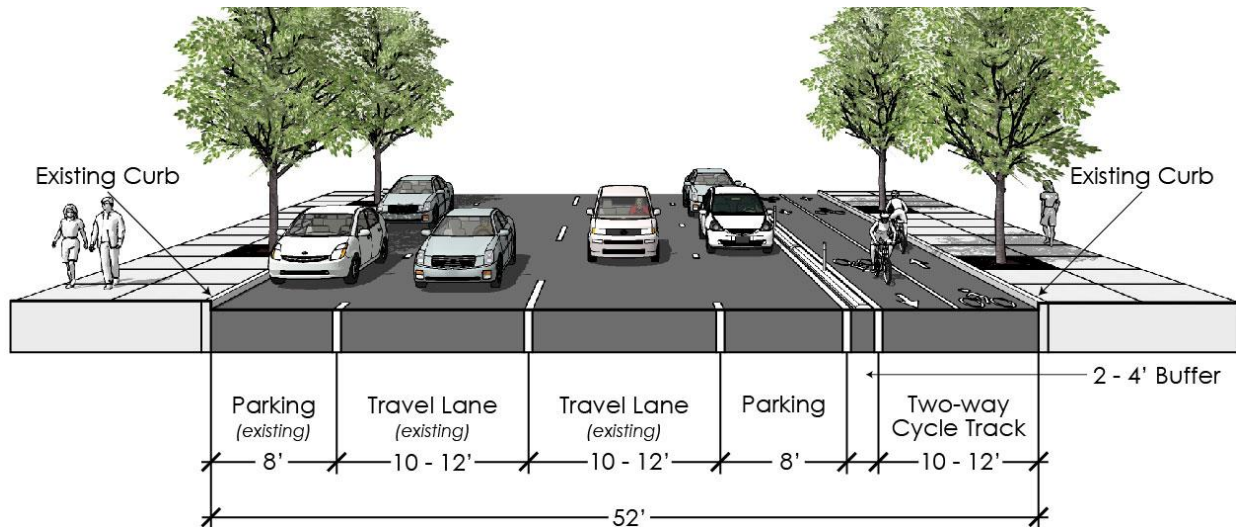 Existing Curb
Existing Curb
2 - 4’ Buffer
Parking
(existing)
8’
Travel Lane
(existing)
10 - 12’
Travel Lane
(existing)
10 - 12’
Parking
8’
Two-way
Cycle Track
10 - 12’
52’